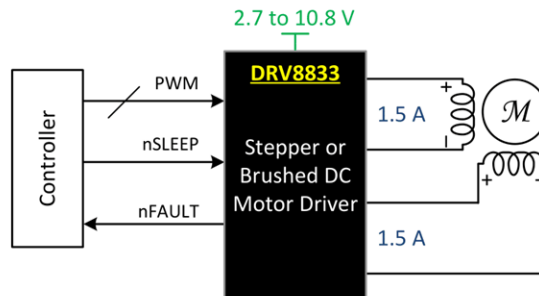 2.7 to 10.8 V
DRV8833
Stepper or
Brushed DC
Motor Driver
Controller
PWM
nSLEEP
nFAULT
1.5 A
1.5 A
+
−
M
+
−